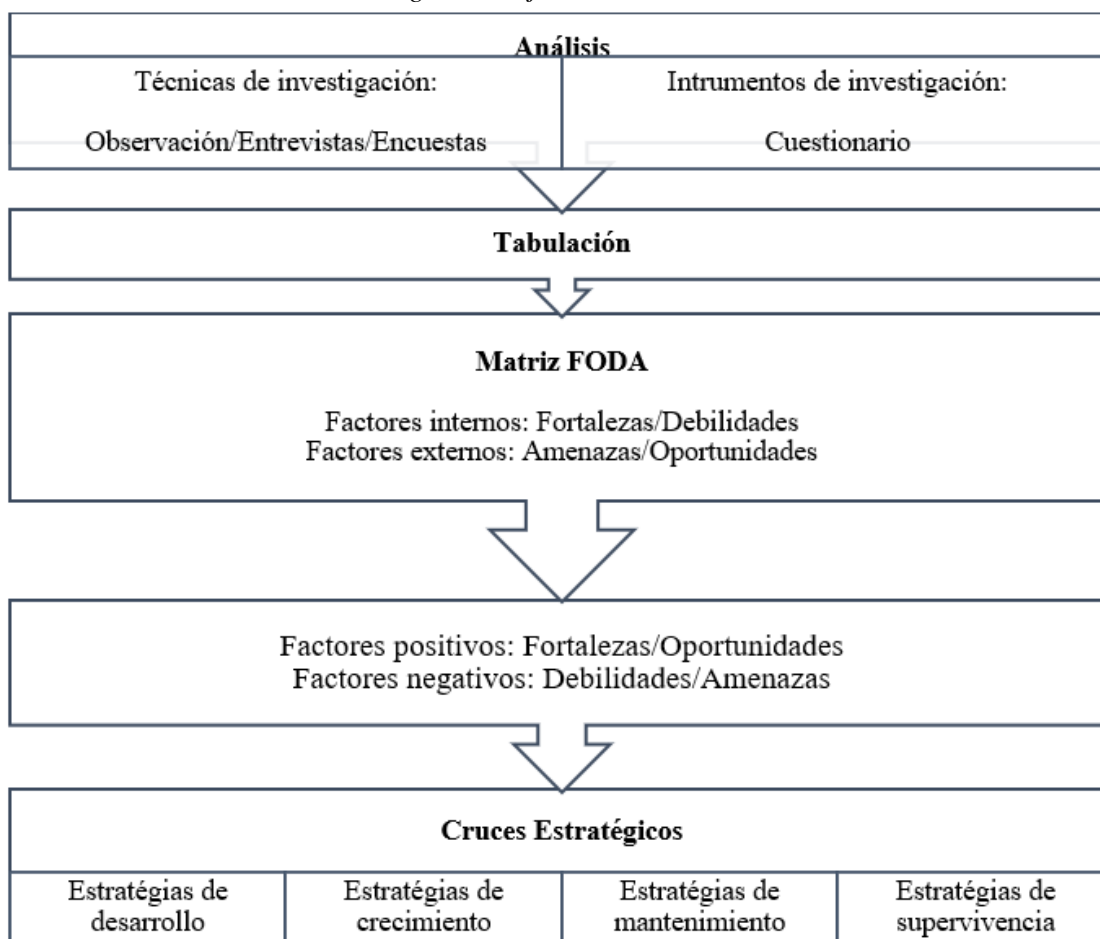 Análisis
Técnicas de investigación:
Intrumentos de investigación:
Observación/Entrevistas/Encuestas
Cuestionario
Tabulación
Matriz FODA
Factores internos: Fortalezas/Debilidades
Factores externos: Amenazas/Oportunidades
Factores positivos: Fortalezas/Oportunidades
Factores negativos: Debilidades/Amenazas
Cruces Estratégicos
Estratégias de
desarrollo
Estratégias de
crecimiento
Estratégias de
mantenimiento
Estratégias de
supervivencia